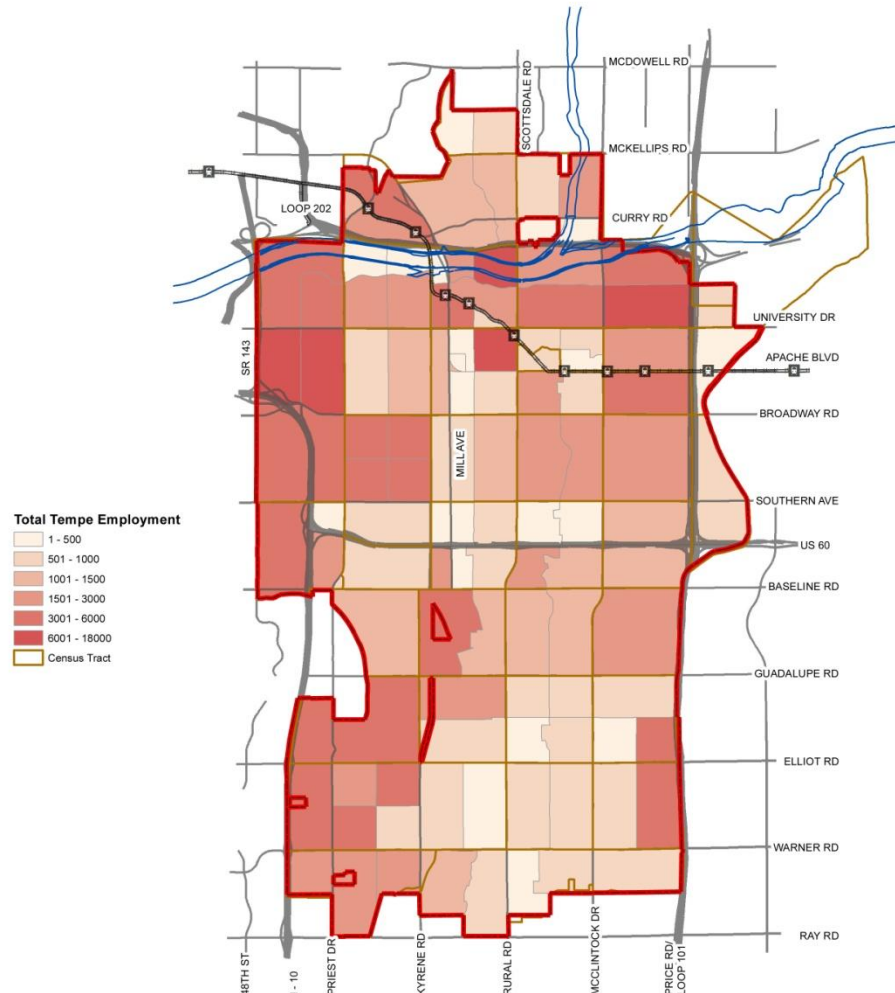 MCDOWELL RD
SCOTTSDALE RD
MCKELLIPS RD
LOOP 202
CURRY RD
UNIVERSITY DR
SR 143
APACHE BLVD
BROADWAY RD
MILL AVE
SOUTHERN AVE
US 60
BASELINE RD
GUADALUPE RD
ELLIOT RD
WARNER RD
RAY RD
Total Tempe Employment
1 - 500
501 - 1000
1001 - 1500
1501 - 3000
3001 - 6000
6001 - 18000
Census Tract
48TH ST
I - 10
PRIEST DR
KYRENE RD
RURAL RD
MCCLINTOCK DR
PRICE RD/
LOOP 101